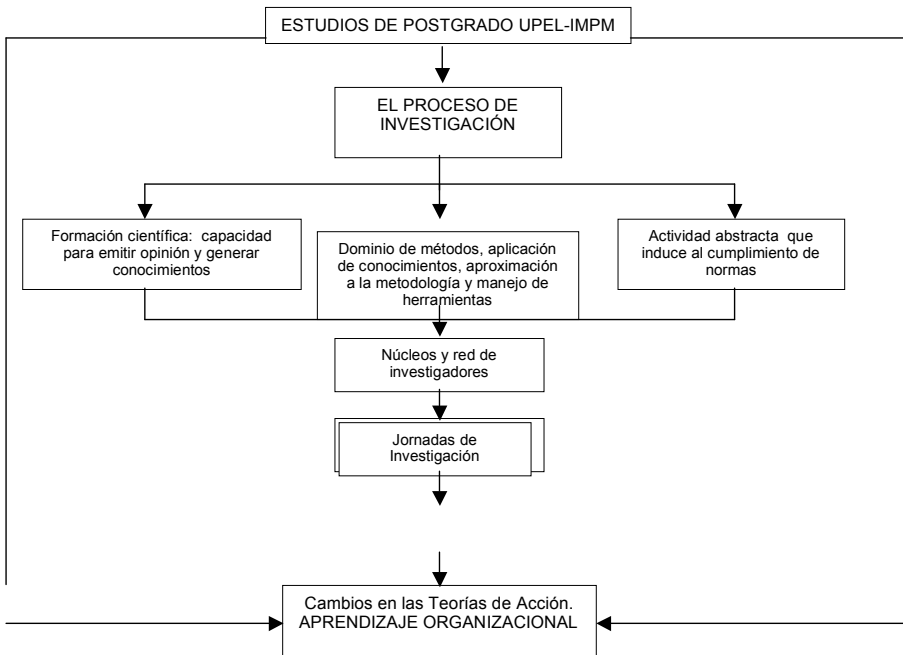 ESTUDIOS DE POSTGRADO UPEL-IMPM
EL PROCESO DE
INVESTIGACIÓN
Formación científica: capacidad
para emitir opinión y generar
conocimientos
Dominio de métodos, aplicación
de conocimientos, aproximación
a la metodología y manejo de
herramientas
Actividad abstracta que
induce al cumplimiento de
normas
Núcleos y red de
investigadores
Jornadas de
Investigación
Cambios en las Teorías de Acción.
APRENDIZAJE ORGANIZACIONAL